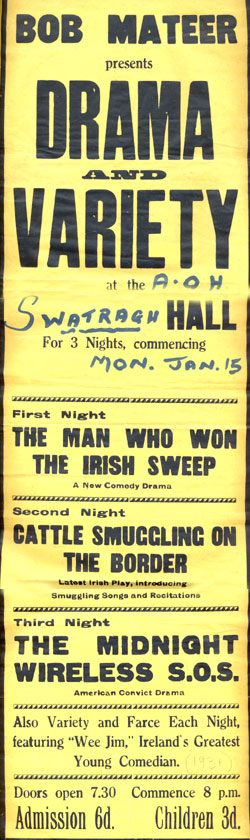 BOB MATEER
presents
DRAMA
AND
VARIETY
at the A.O.H
SWATRAGH HALL
For 3 Nights, commencing
MON. JAN. 15
First Night
THE MAN WHO WON
THE IRISH SWEEP
A New Comedy Drama
Second Night
CATTLE SMUGGLING ON
THE BORDER
Latest Irish Play, introducing
Smuggling Songs and Recitations
Third Night
THE MIDNIGHT
WIRELESS S.O.S.
American Convict Drama
Also Variety and Farce Each Night,
featuring "Wee Jim," Ireland's Greatest
Young Comedian.
Doors open 7.30 Commence 8 p.m.
Admission 6d. Children 3d.